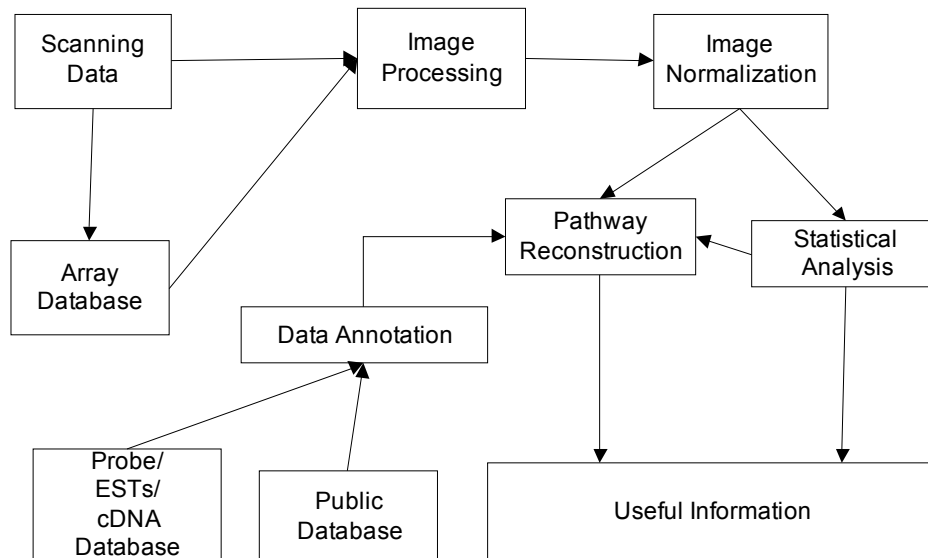 Scanning
Data
Image
Processing
Image
Normalization
Pathway
Reconstruction
Statistical
Analysis
Array
Database
Data Annotation
Probe/
ESTs/
cDNA
Database
Public
Database
Useful Information